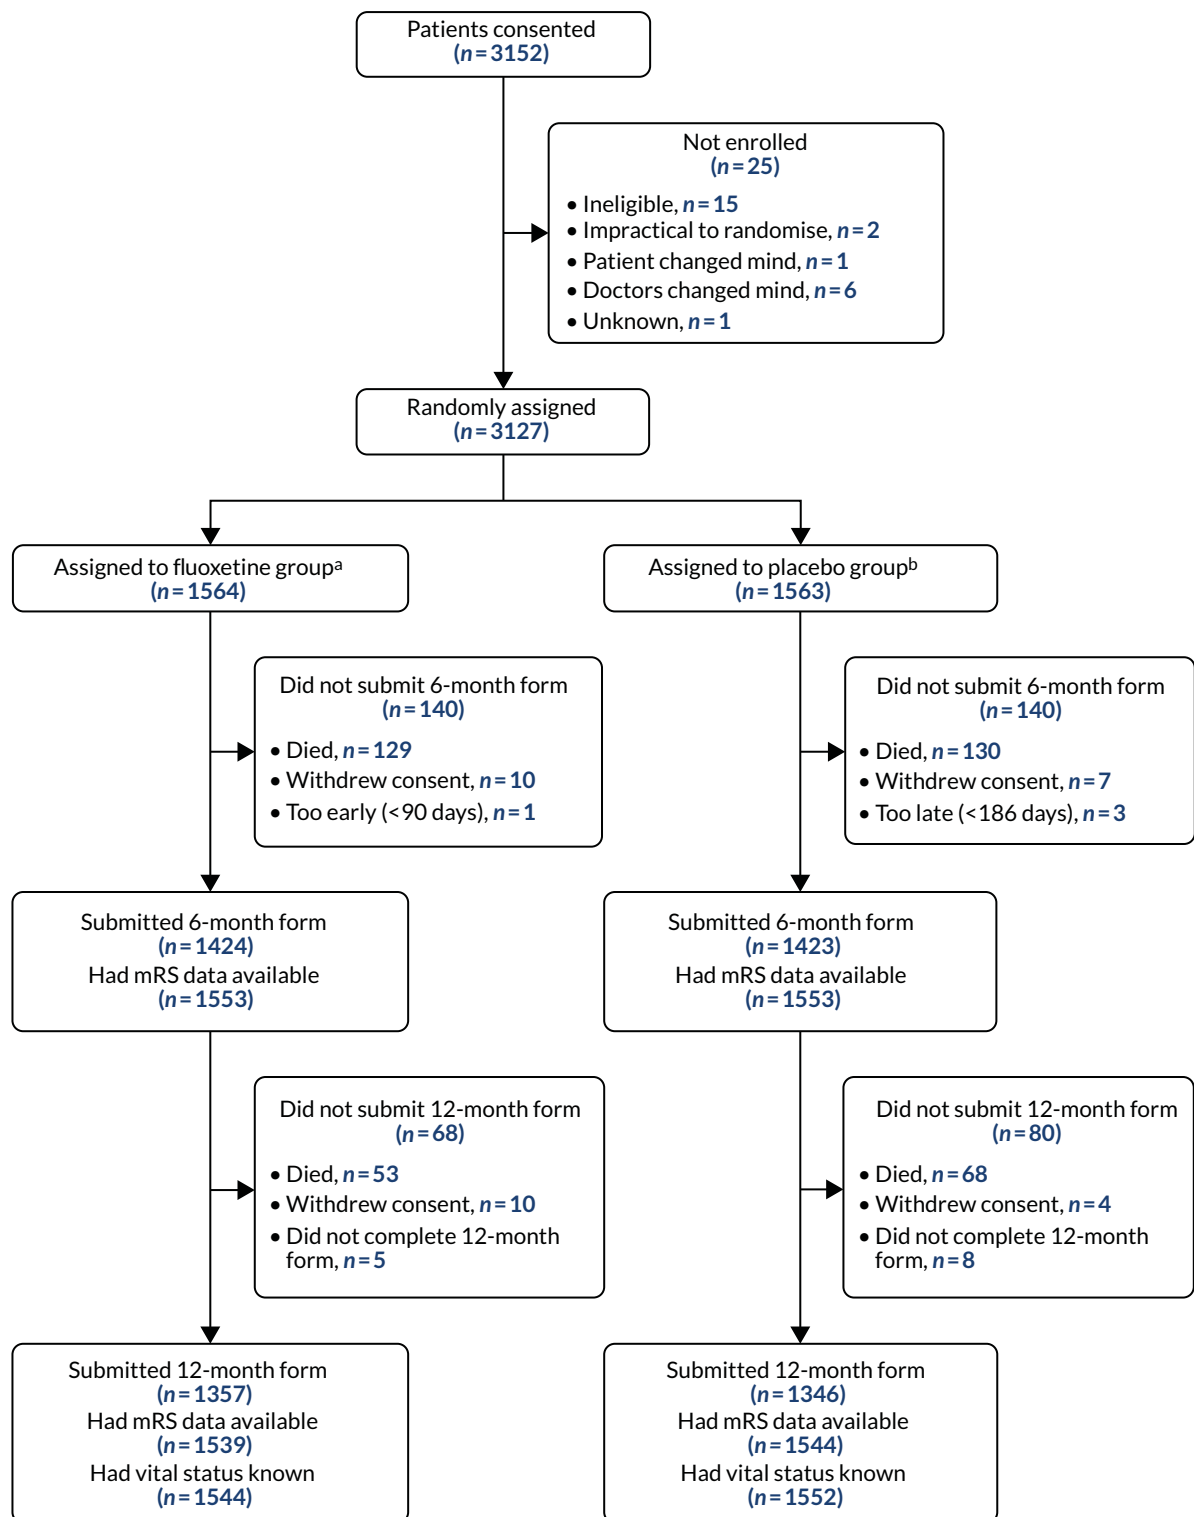 Patients consented
(n = 3152)
Not enrolled
(n = 25)
• Ineligible, n = 15
• Impractical to randomise, n = 2
• Patient changed mind, n = 1
• Doctors changed mind, n = 6
• Unknown, n = 1
Randomly assigned
(n = 3127)
Assigned to fluoxetine groupᵃ
(n = 1564)
Assigned to placebo groupᵇ
(n = 1563)
Did not submit 6-month form
(n = 140)
• Died, n = 129
• Withdrew consent, n = 10
• Too early (<90 days), n = 1
Did not submit 6-month form
(n = 140)
• Died, n = 130
• Withdrew consent, n = 7
• Too late (<186 days), n = 3
Submitted 6-month form
(n = 1424)
Had mRS data available
(n = 1553)
Submitted 6-month form
(n = 1423)
Had mRS data available
(n = 1553)
Did not submit 12-month form
(n = 68)
• Died, n = 53
• Withdrew consent, n = 10
• Did not complete 12-month
form, n = 5
Did not submit 12-month form
(n = 80)
• Died, n = 68
• Withdrew consent, n = 4
• Did not complete 12-month
form, n = 8
Submitted 12-month form
(n = 1357)
Had mRS data available
(n = 1539)
Had vital status known
(n = 1544)
Submitted 12-month form
(n = 1346)
Had mRS data available
(n = 1544)
Had vital status known
(n = 1552)